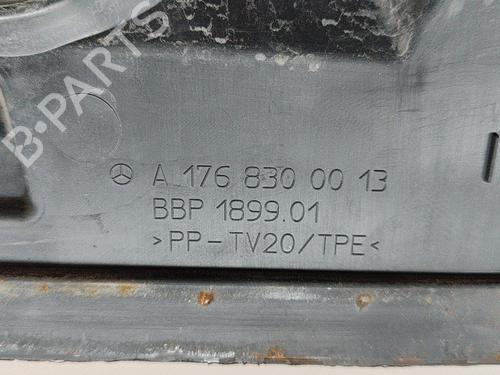 B-PARTS
A 176 830 00 13
BBP 1899.01
>PP-TV20/TPE<